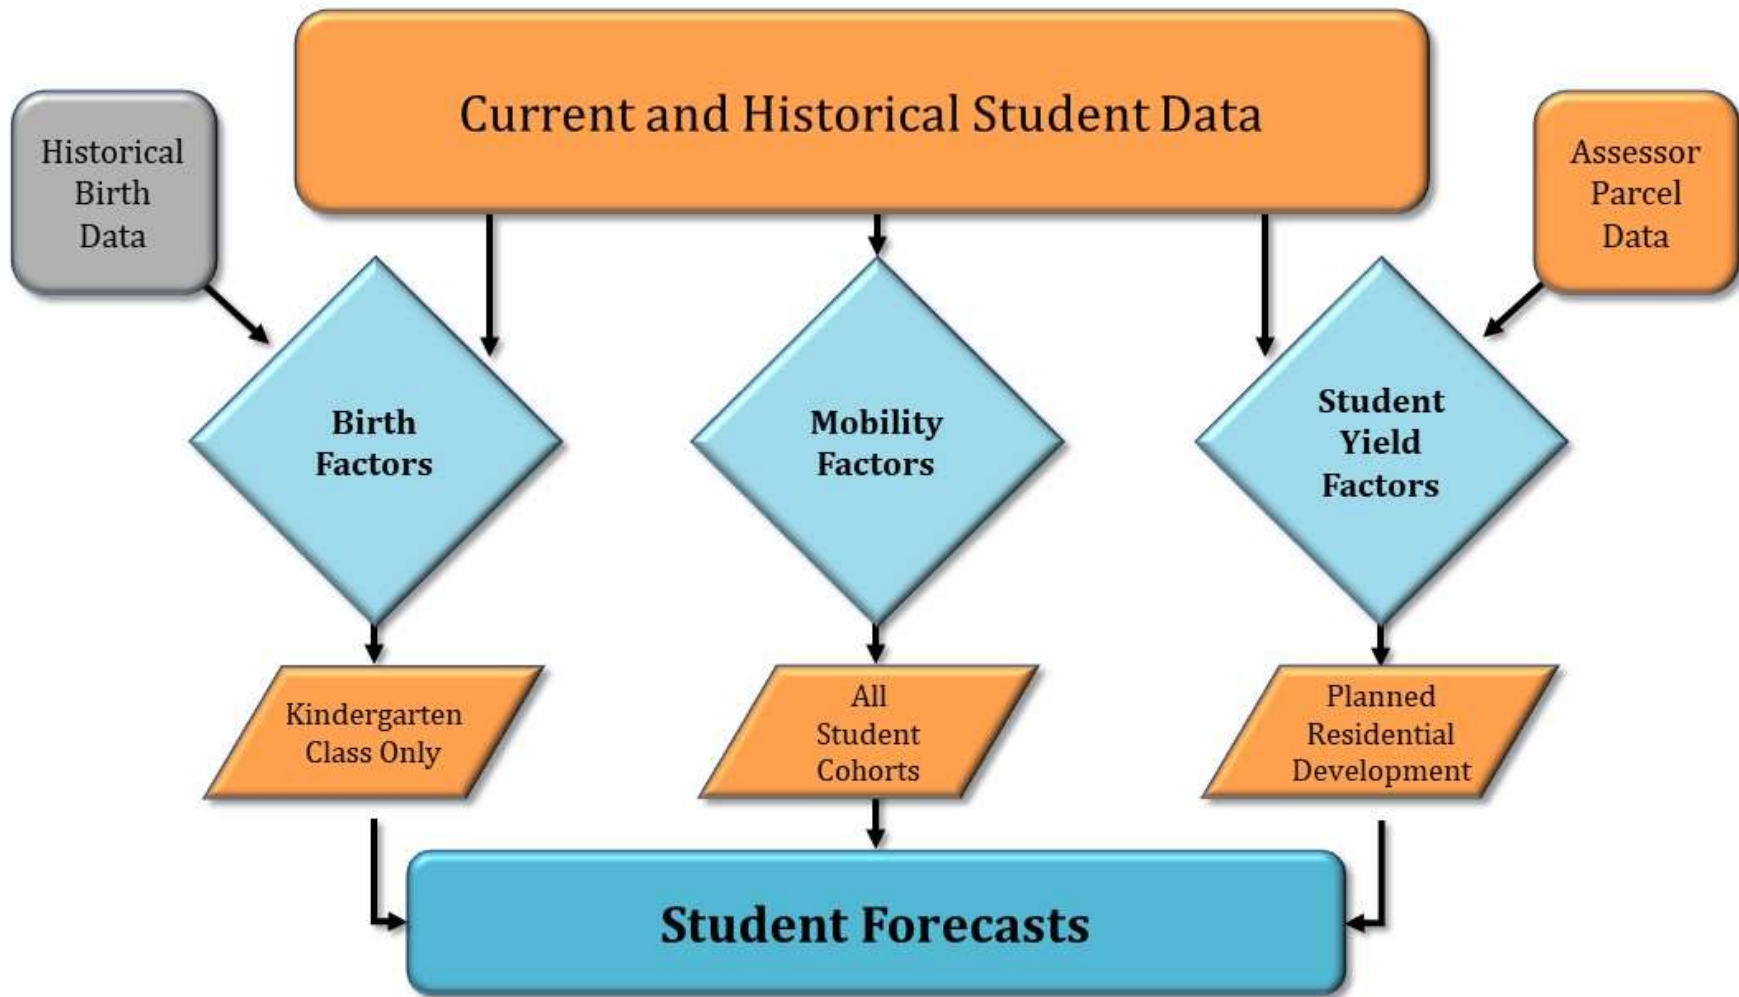 Current and Historical Student Data
Historical
Birth
Data
Assessor
Parcel
Data
Birth
Factors
Mobility
Factors
Student
Yield
Factors
Kindergarten
Class Only
All
Student
Cohorts
Planned
Residential
Development
Student Forecasts